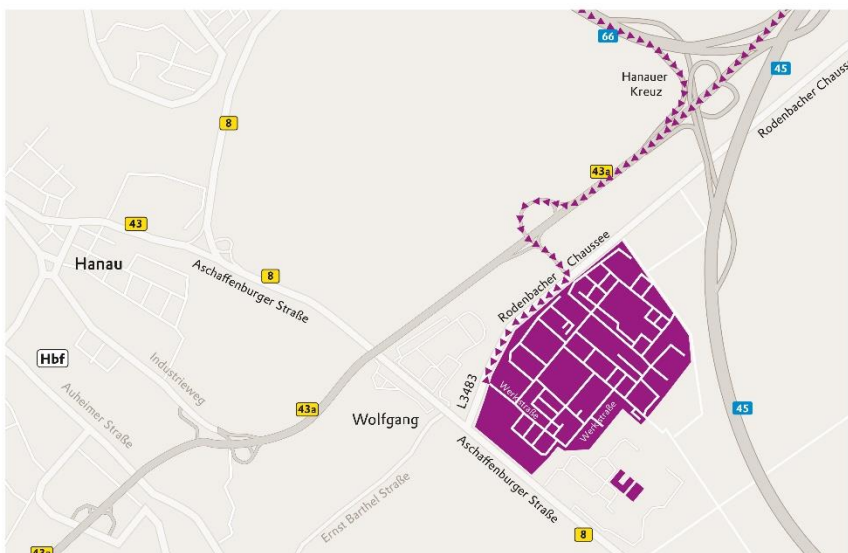 66
Hanauer
Kreuz
45
Rodenbacher Chaussee
8
43a
43
Hanau
8
Aschaffenburger Straße
Rodenbacher Chaussee
Hbf
Industrieweg
Auheimer Straße
43a
L3483
Wolfgang
Werkstraße
Werkstraße
45
Aschaffenburger Straße
Ernst Barthel Straße
8
43a